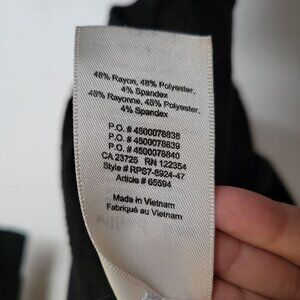 48% Rayon, 48% Polyester,
4% Spandex
48% Rayonne, 48% Polyester,
4% Spandex
P.O. # 4500078838
P.O. # 4500078839
P.O. # 4500078840
CA 23725 RN 122354
Style # RPS7-8924-47
Article # 65594
Made in Vietnam
Fabriqué au Vietnam